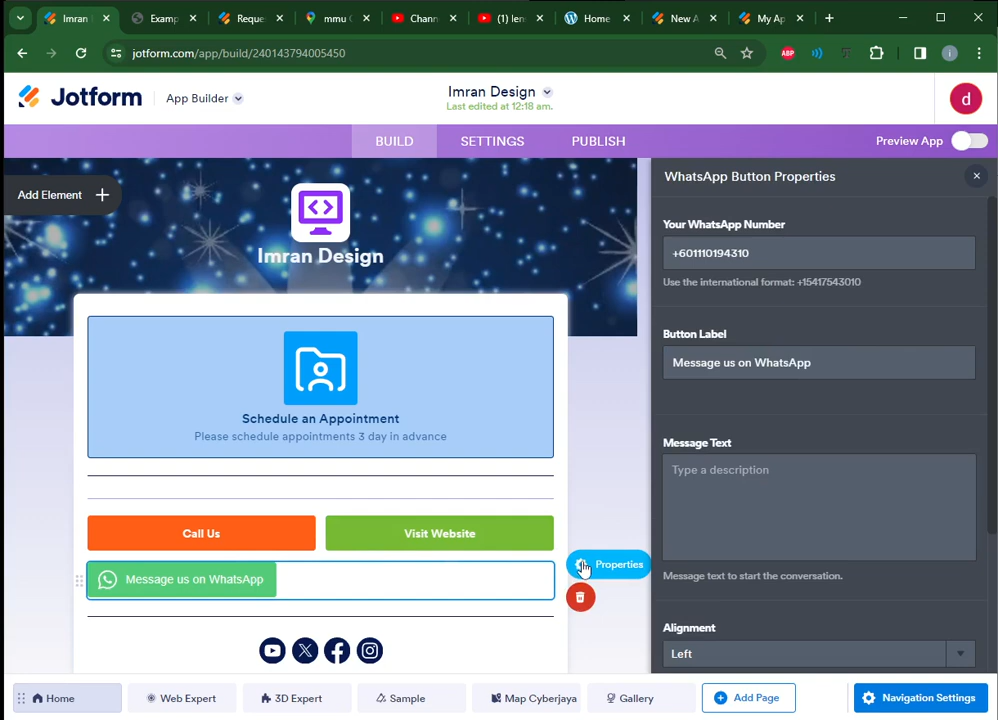 Imran
Examp
Reque
mmu
Chann
(1) len
Home
New A
My Ap
jotform.com/app/build/240143794005450
ABP
i
Jotform
App Builder
Imran Design
Last edited at 12:18 am.
d
BUILD
SETTINGS
PUBLISH
Preview App
Add Element
Imran Design
Schedule an Appointment
Please schedule appointments 3 day in advance
Call Us
Visit Website
Message us on WhatsApp
Properties
WhatsApp Button Properties
Your WhatsApp Number
+601110194310
Use the international format: +15417543010
Button Label
Message us on WhatsApp
Message Text
Type a description
Message text to start the conversation.
Alignment
Left
Home
Web Expert
3D Expert
Sample
Map Cyberjaya
Gallery
Add Page
Navigation Settings